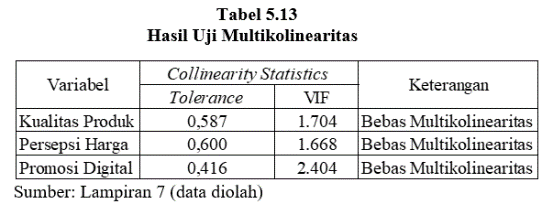 Tabel 5.13
Hasil Uji Multikolinearitas
Variabel Collinearity Statistics Keterangan
Tolerance VIF
Kualitas Produk 0,587 1.704 Bebas Multikolinearitas
Persepsi Harga 0,600 1.668 Bebas Multikolinearitas
Promosi Digital 0,416 2.404 Bebas Multikolinearitas
Sumber: Lampiran 7 (data diolah)